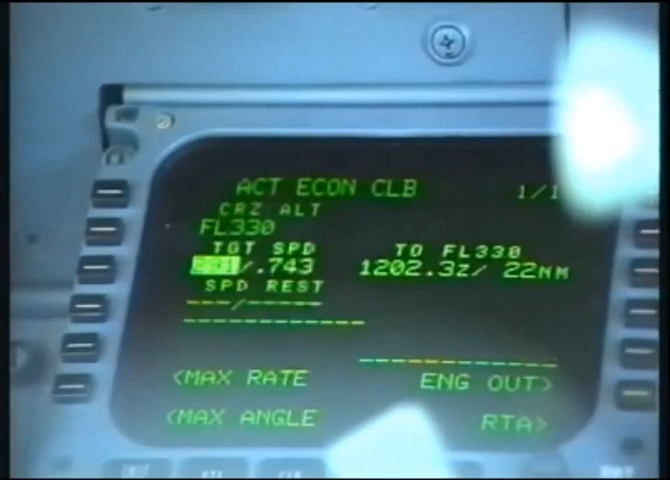 ACT ECON CLB 1/1
CRZ ALT
FL330
TGT SPD TO FL330
291/.743 1202.3z/ 22NM
SPD REST
---/-----
<MAX RATE ENG OUT>
<MAX ANGLE RTA>